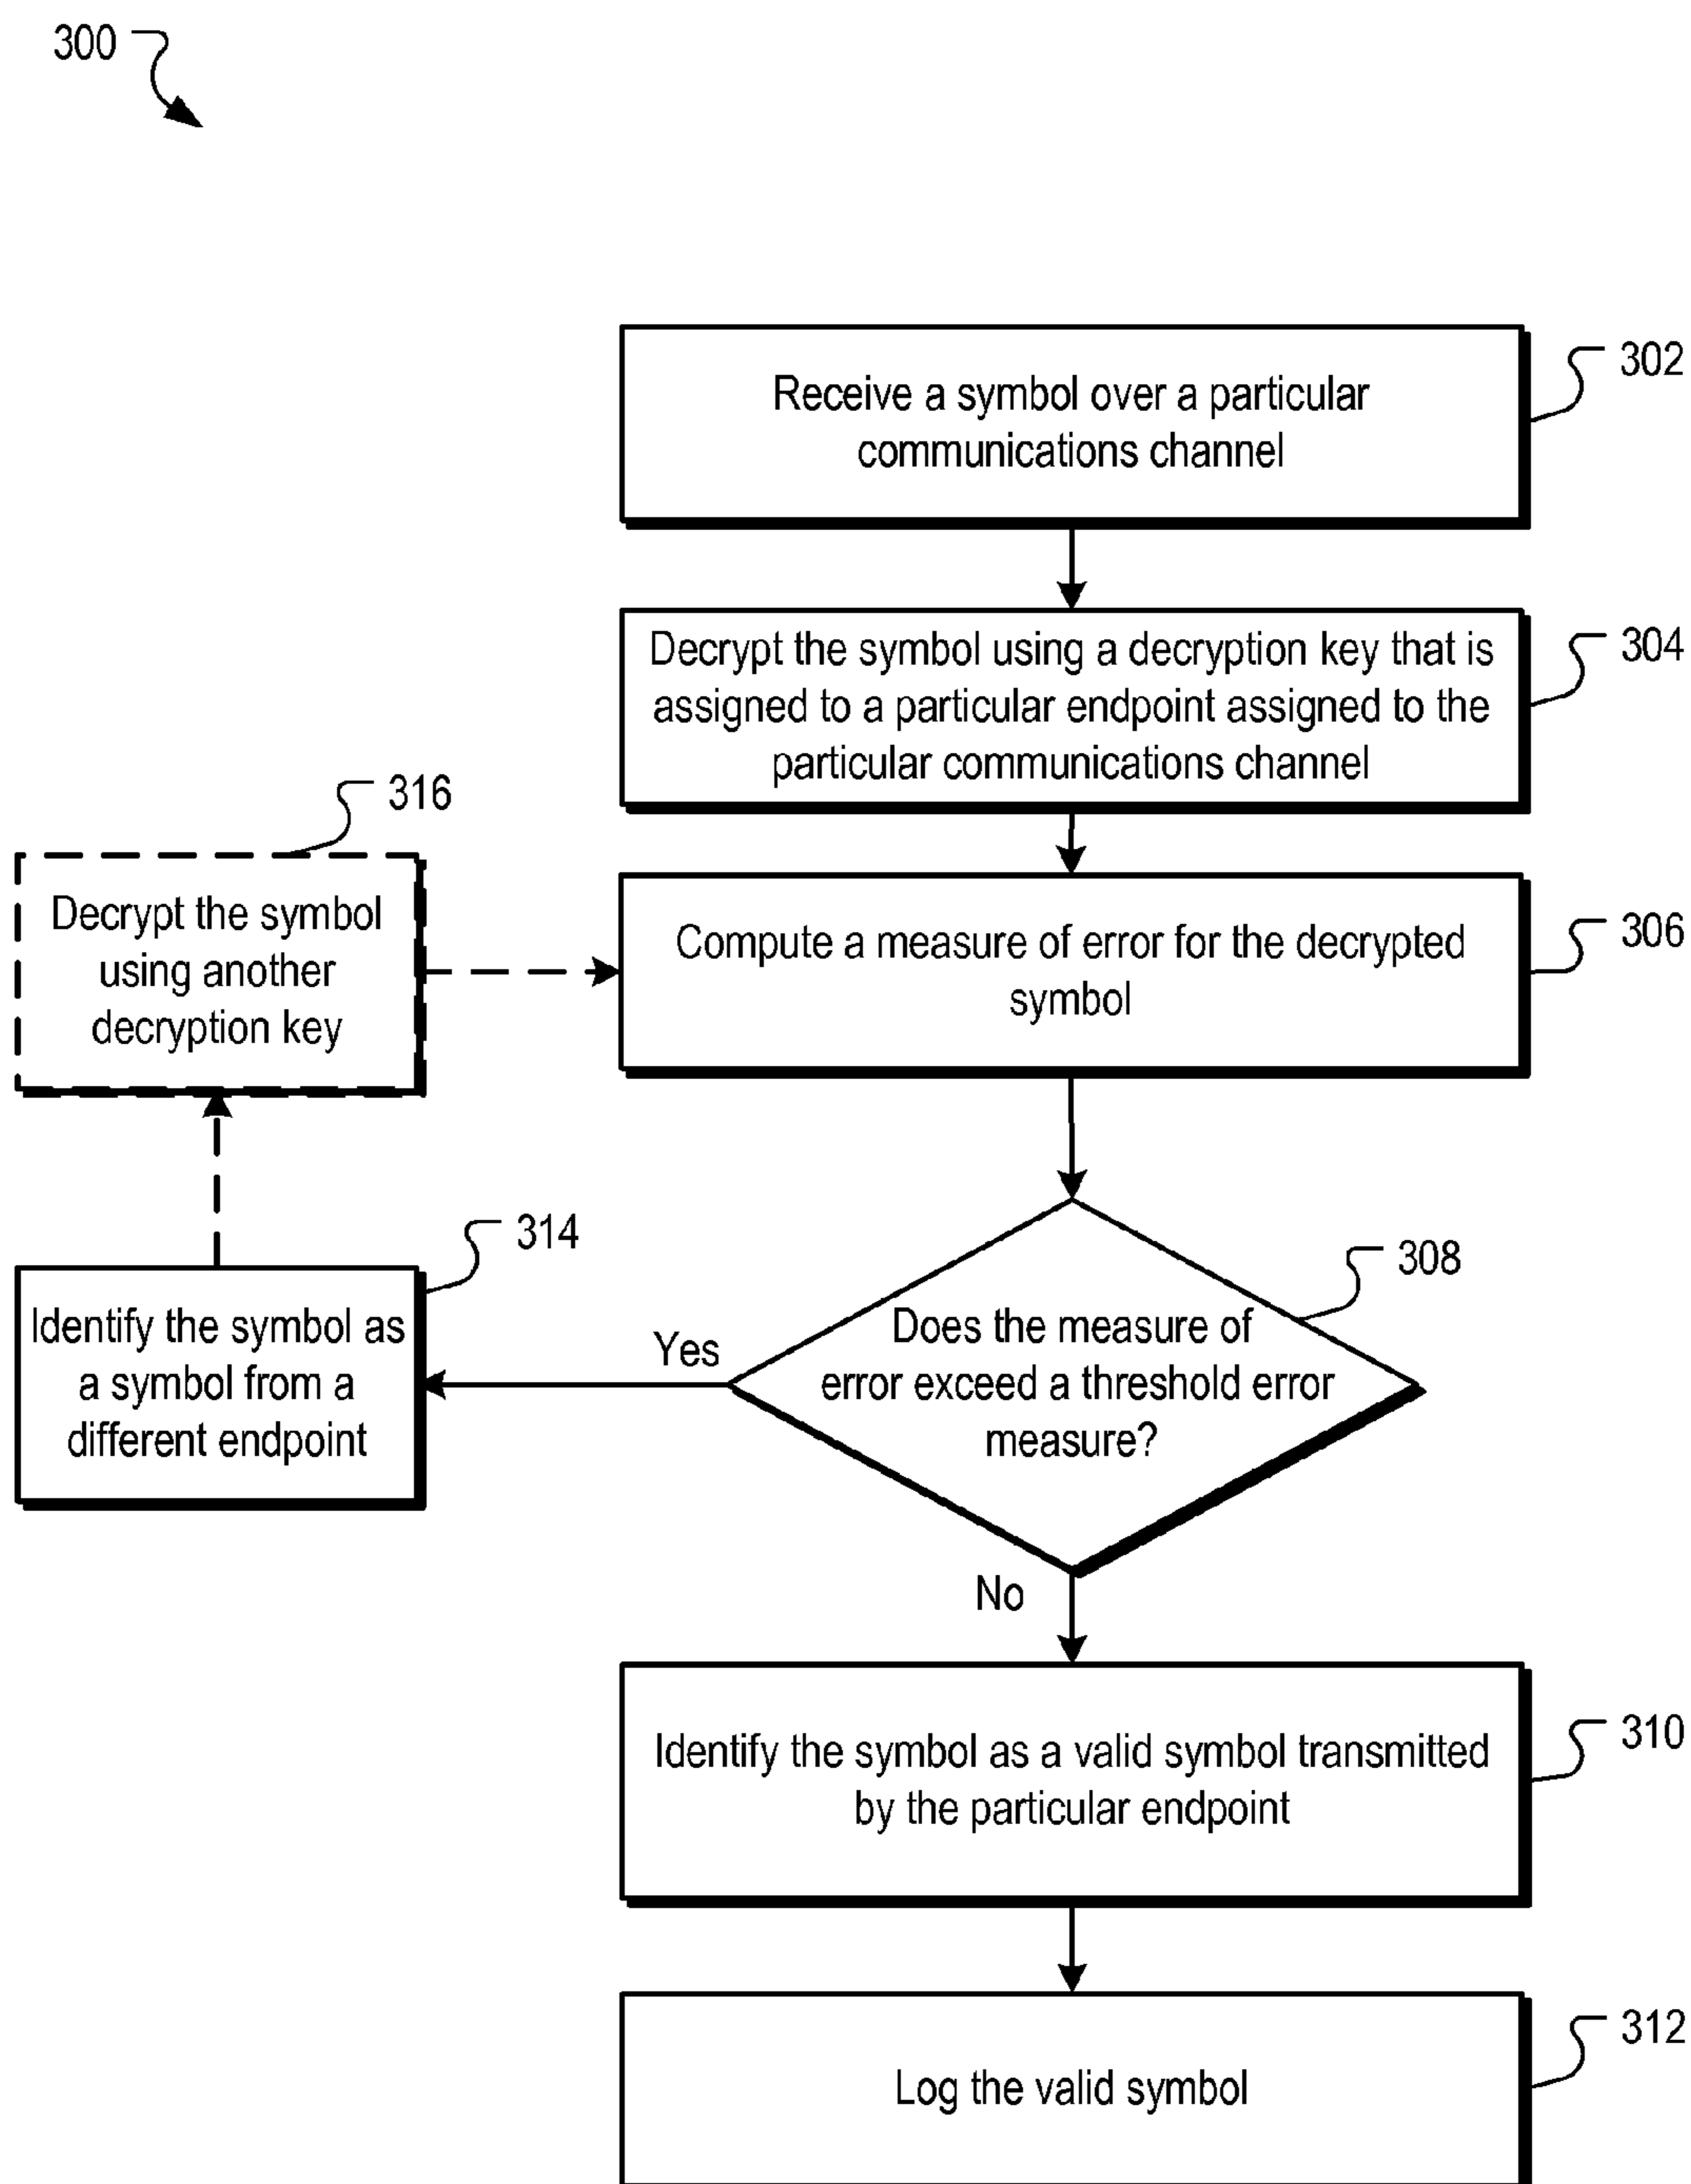 300
Receive a symbol over a particular
communications channel
302
Decrypt the symbol using a decryption key that is
assigned to a particular endpoint assigned to the
particular communications channel
304
316
Decrypt the symbol
using another
decryption key
Compute a measure of error for the decrypted
symbol
306
314
Identify the symbol as
a symbol from a
different endpoint
Yes
308
Does the measure of
error exceed a threshold error
measure?
No
Identify the symbol as a valid symbol transmitted
by the particular endpoint
310
Log the valid symbol
312